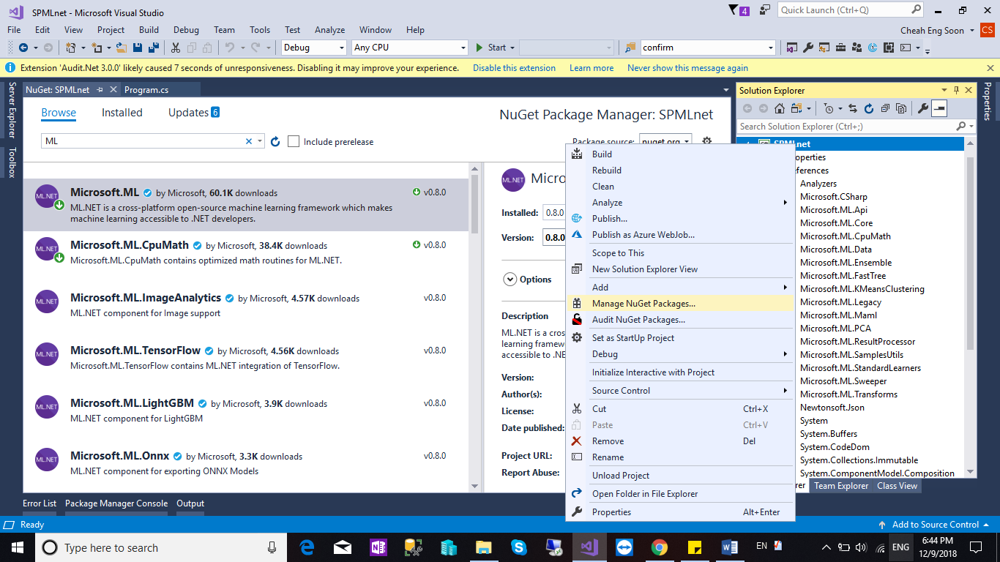 SPMLnet - Microsoft Visual Studio
4
Quick Launch (Ctrl+Q)
File Edit View Project Build Debug Team Tools Test Analyze Window Help
Cheah Eng Soon CS
Debug Any CPU Start confirm
Extension 'Audit.Net 3.0.0' likely caused 7 seconds of unresponsiveness. Disabling it may improve your experience. Disable this extension Learn more Never show this message again
Server Explorer
Toolbox
NuGet: SPMLnet Program.cs
Browse Installed Updates 6
NuGet Package Manager: SPMLnet
ML
Include prerelease
Package source: nuget.org
ML.NET
Microsoft.ML by Microsoft, 60.1K downloads v0.8.0
ML.NET is a cross-platform open-source machine learning framework which makes
machine learning accessible to .NET developers.
ML.NET
Microsoft.ML.CpuMath by Microsoft, 38.4K downloads v0.8.0
Microsoft.ML.CpuMath contains optimized math routines for ML.NET.
ML.NET
Microsoft.ML.ImageAnalytics by Microsoft, 4.57K downloads v0.8.0
ML.NET component for Image support
ML.NET
Microsoft.ML.TensorFlow by Microsoft, 4.56K downloads v0.8.0
Microsoft.ML.TensorFlow contains ML.NET integration of TensorFlow.
ML.NET
Microsoft.ML.LightGBM by Microsoft, 3.9K downloads v0.8.0
ML.NET component for LightGBM
ML.NET
Microsoft.ML.Onnx by Microsoft, 3.3K downloads v0.8.0
ML.NET component for exporting ONNX Models
ML.NET Micro
Installed: 0.8.0
Version: 0.8.0
Options
Description
ML.NET is a cros
learning framew
accessible to .NE
Version:
Author(s):
License:
Date published:
Project URL:
Report Abuse:
Build
Rebuild
Clean
Analyze
Publish...
Publish as Azure WebJob...
Scope to This
New Solution Explorer View
Add
Manage NuGet Packages...
Audit NuGet Packages...
Set as StartUp Project
Debug
Initialize Interactive with Project
Source Control
Cut Ctrl+X
Paste Ctrl+V
Remove Del
Rename
Unload Project
Open Folder in File Explorer
Properties Alt+Enter
Solution Explorer
Search Solution Explorer (Ctrl+;)
SPMLnet
operties
eferences
Analyzers
Microsoft.CSharp
Microsoft.ML.Api
Microsoft.ML.Core
Microsoft.ML.CpuMath
Microsoft.ML.Data
Microsoft.ML.Ensemble
Microsoft.ML.FastTree
Microsoft.ML.KMeansClustering
Microsoft.ML.Legacy
Microsoft.ML.Maml
Microsoft.ML.PCA
Microsoft.ML.ResultProcessor
Microsoft.ML.SamplesUtils
Microsoft.ML.StandardLearners
Microsoft.ML.Sweeper
Microsoft.ML.Transforms
Newtonsoft.Json
System
System.Buffers
System.CodeDom
System.Collections.Immutable
System.ComponentModel.Composition
rer Team Explorer Class View
Properties
Error List Package Manager Console Output
Ready
Add to Source Control
Type here to search
EN
ENG
6:44 PM
12/9/2018